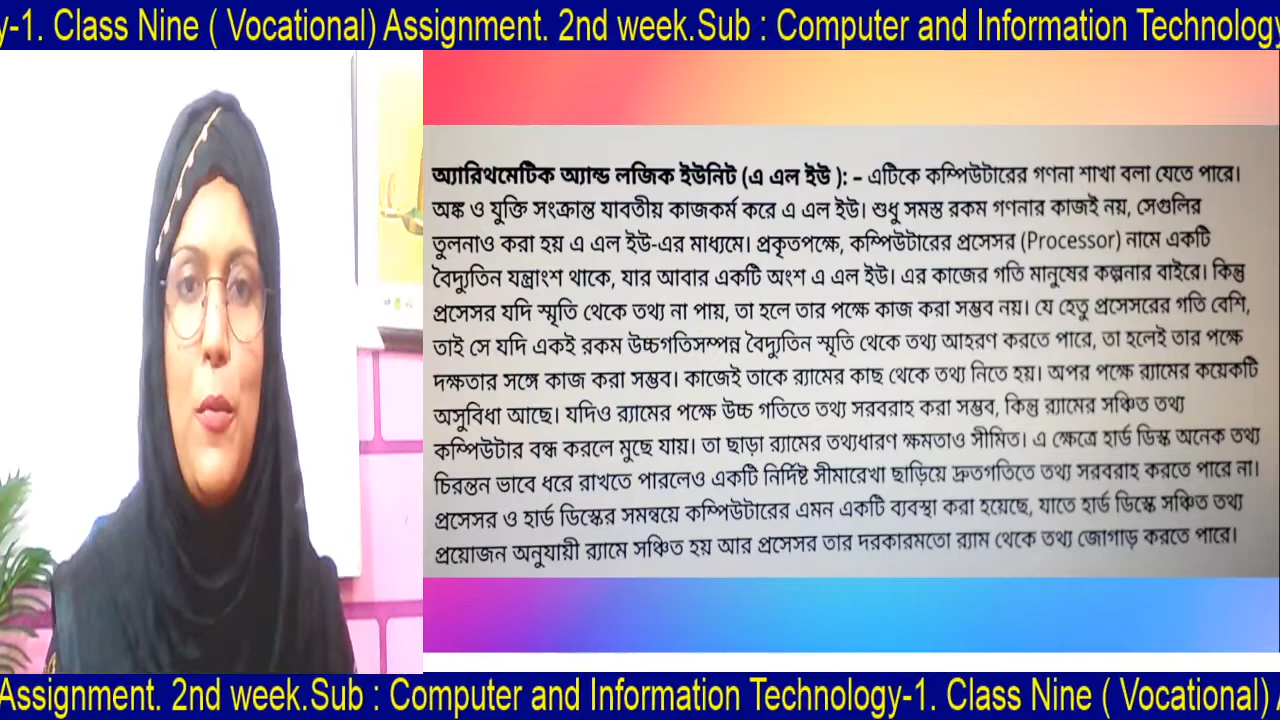 y-1. Class Nine ( Vocational) Assignment. 2nd week.Sub : Computer and Information Technology
অ্যারিথমেটিক অ্যান্ড লজিক ইউনিট (এ এল ইউ ): – এটিকে কম্পিউটারের গণনা শাখা বলা যেতে পারে।
অঙ্ক ও যুক্তি সংক্রান্ত যাবতীয় কাজকর্ম করে এ এল ইউ। শুধু সমস্ত রকম গণনার কাজই নয়, সেগুলির
তুলনাও করা হয় এ এল ইউ-এর মাধ্যমে। প্রকৃতপক্ষে, কম্পিউটারের প্রসেসর (Processor) নামে একটি
বৈদ্যুতিন যন্ত্রাংশ থাকে, যার আবার একটি অংশ এ এল ইউ। এর কাজের গতি মানুষের কল্পনার বাইরে। কিন্তু
প্রসেসর যদি স্মৃতি থেকে তথ্য না পায়, তা হলে তার পক্ষে কাজ করা সম্ভব নয়। যে হেতু প্রসেসরের গতি বেশি,
তাই সে যদি একই রকম উচ্চগতিসম্পন্ন বৈদ্যুতিন স্মৃতি থেকে তথ্য আহরণ করতে পারে, তা হলেই তার পক্ষে
দক্ষতার সঙ্গে কাজ করা সম্ভব। কাজেই তাকে র‍্যামের কাছ থেকে তথ্য নিতে হয়। অপর পক্ষে র‍্যামের কয়েকটি
অসুবিধা আছে। যদিও র‍্যামের পক্ষে উচ্চ গতিতে তথ্য সরবরাহ করা সম্ভব, কিন্তু র‍্যামের সঞ্চিত তথ্য
কম্পিউটার বন্ধ করলে মুছে যায়। তা ছাড়া র‍্যামের তথ্যধারণ ক্ষমতাও সীমিত। এ ক্ষেত্রে হার্ড ডিস্ক অনেক তথ্য
চিরন্তন ভাবে ধরে রাখতে পারলেও একটি নির্দিষ্ট সীমারেখা ছাড়িয়ে দ্রুতগতিতে তথ্য সরবরাহ করতে পারে না।
প্রসেসর ও হার্ড ডিস্কের সমন্বয়ে কম্পিউটারের এমন একটি ব্যবস্থা করা হয়েছে, যাতে হার্ড ডিস্কে সঞ্চিত তথ্য
প্রয়োজন অনুযায়ী র‍্যামে সঞ্চিত হয় আর প্রসেসর তার দরকারমতো র‍্যাম থেকে তথ্য জোগাড় করতে পারে।
Assignment. 2nd week.Sub : Computer and Information Technology-1. Class Nine ( Vocational)